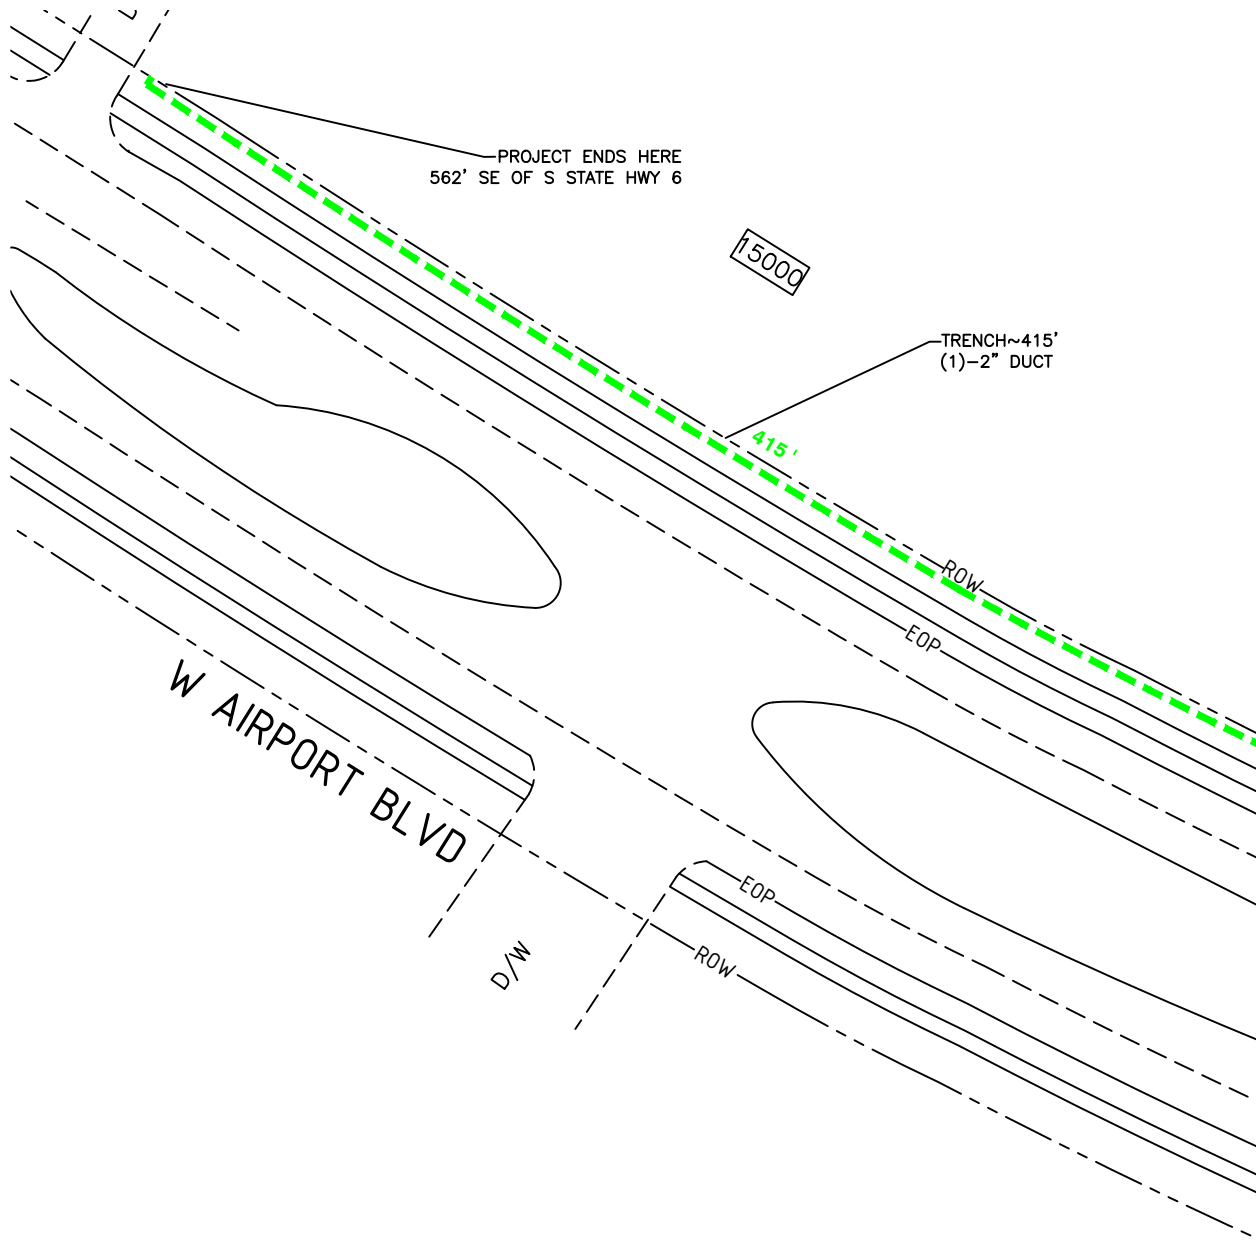 PROJECT ENDS HERE
562' SE OF S STATE HWY 6
15000
TRENCH~415'
(1)-2" DUCT
415 '
ROW
EOP
W AIRPORT BLVD
EOP
ROW
D/W